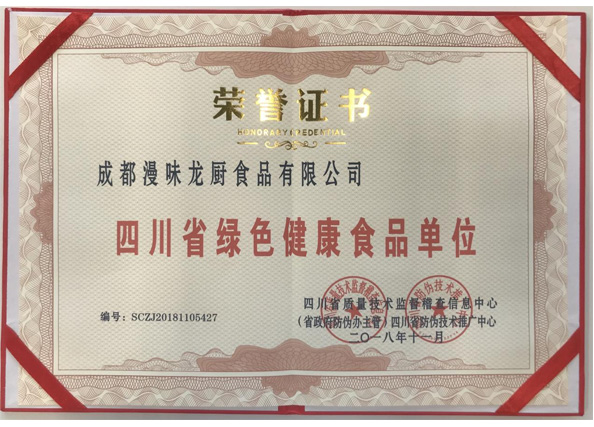 荣誉证书
HONORARY CREDENTIAL
成都漫味龙厨食品有限公司
四川省绿色健康食品单位
四川省质量技术监督稽查信息中心
编号：SCZJ20181105427
（省政府防伪办主管）四川省防伪技术推广中心
二〇一八年十一月